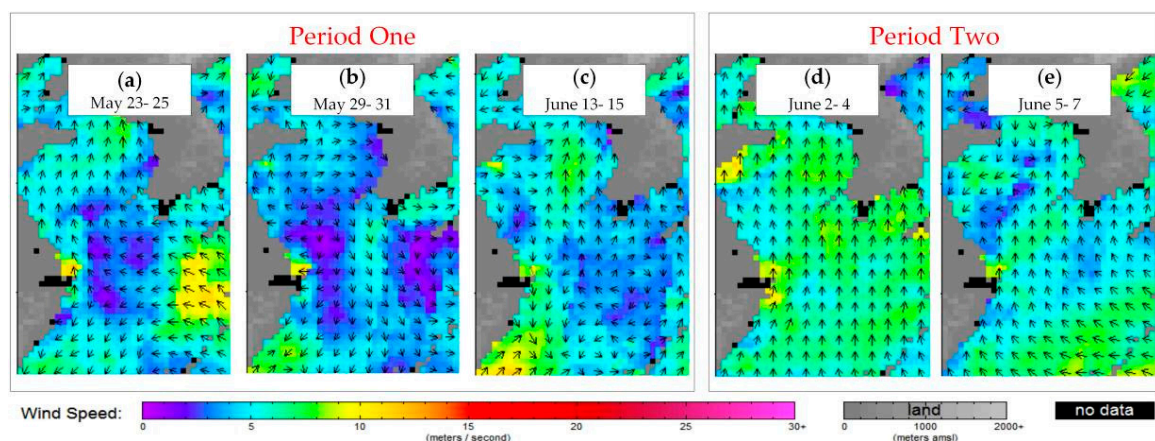 Period One
Period Two
(a)
May 23- 25
(b)
May 29- 31
(c)
June 13- 15
(d)
June 2- 4
(e)
June 5- 7
Wind Speed:
0 5 10 15 20 25 30+
(meters / second) (meters / second)
land
0 1000 2000+
(meters amsl)
no data